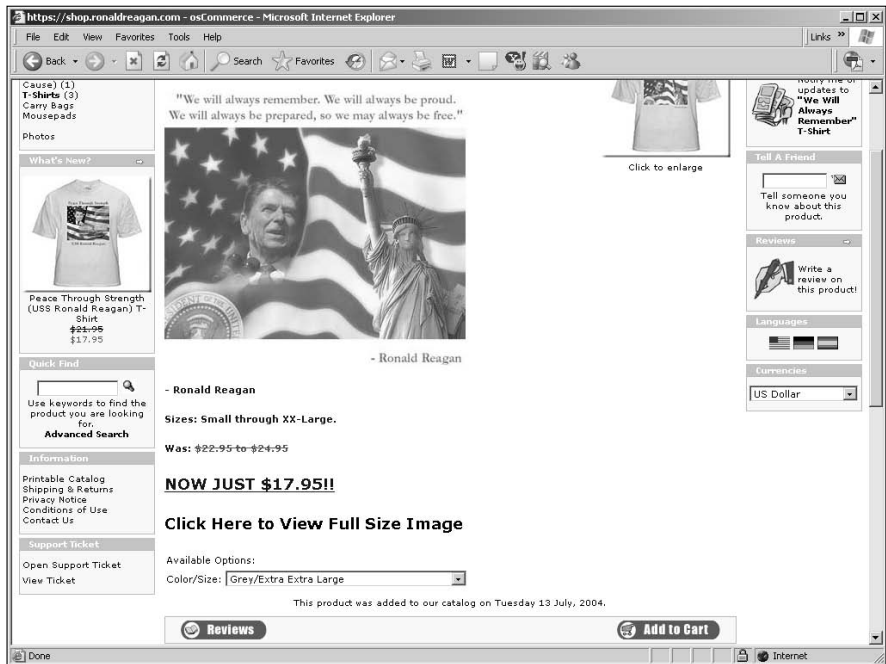 https://shop.ronaldreagan.com - osCommerce - Microsoft Internet Explorer
File Edit View Favorites Tools Help
Links »
Back
Search
Favorites
Cause) (1)
T-Shirts (3)
Carry Bags
Mousepads
Photos
What's New?
Peace Through Strength
Peace Through Strength
(USS Ronald Reagan) T-
Shirt
$21.95
$17.95
Quick Find
Use keywords to find the
product you are looking
for.
Advanced Search
Information
Printable Catalog
Shipping & Returns
Privacy Notice
Conditions of Use
Contact Us
Support Ticket
Open Support Ticket
View Ticket
"We will always remember. We will always be proud.
We will always be prepared, so we may always be free."
- Ronald Reagan
- Ronald Reagan
Sizes: Small through XX-Large.
Was: $22.95 to $24.95
NOW JUST $17.95!!
Click Here to View Full Size Image
Available Options:
Color/Size: Grey/Extra Extra Large
This product was added to our catalog on Tuesday 13 July, 2004.
Reviews
Add to Cart
Click to enlarge
Notify me of
updates to
"We Will
Always
Remember"
T-Shirt
Tell A Friend
Tell someone you
know about this
product.
Reviews
Write a
review on
this product!
Languages
Currencies
US Dollar
Done
Internet